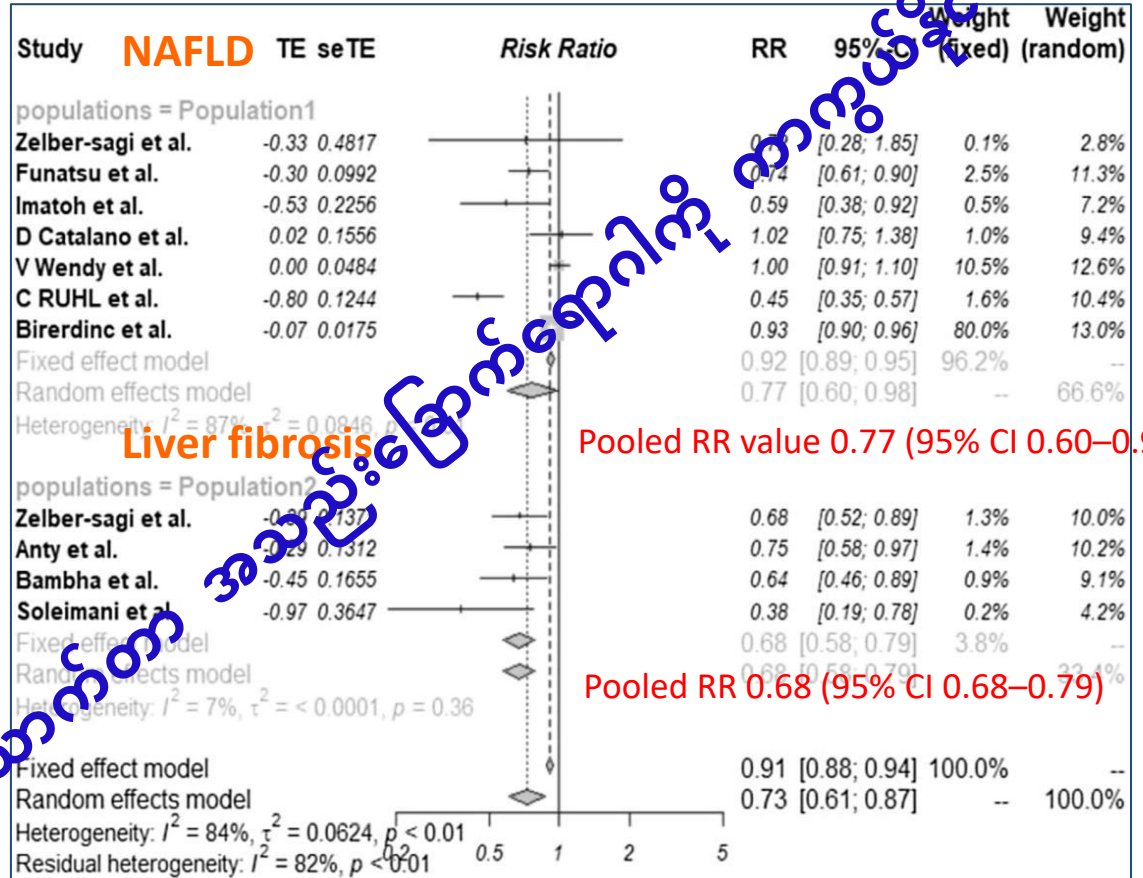 Study NAFLD TE seTE Risk Ratio RR 95%-CI Weight (fixed) Weight (random)
populations = Population1
Zelber-sagi et al. -0.33 0.4817 [0.28; 1.85] 0.1% 2.8%
Funatsu et al. -0.30 0.0992 0.74 [0.61; 0.90] 2.5% 11.3%
Imatoh et al. -0.53 0.2256 0.59 [0.38; 0.92] 0.5% 7.2%
D Catalano et al. 0.02 0.1556 1.02 [0.75; 1.38] 1.0% 9.4%
V Wendy et al. 0.00 0.0484 1.00 [0.91; 1.10] 10.5% 12.6%
C RUHL et al. -0.80 0.1244 0.45 [0.35; 0.57] 1.6% 10.4%
Birerdinc et al. -0.07 0.0175 0.93 [0.90; 0.96] 80.0% 13.0%
Fixed effect model 0.92 [0.89; 0.95] 96.2% --
Random effects model 0.77 [0.60; 0.98] -- 66.6%
Heterogeneity: I² = 87%, τ² = 0.0846, p
Liver fibrosis Pooled RR value 0.77 (95% CI 0.60–0.9
populations = Population2
Zelber-sagi et al. 0.68 [0.52; 0.89] 1.3% 10.0%
Anty et al. -0.29 0.1312 0.75 [0.58; 0.97] 1.4% 10.2%
Bambha et al. -0.45 0.1655 0.64 [0.46; 0.89] 0.9% 9.1%
Soleimani et al. -0.97 0.3647 0.38 [0.19; 0.78] 0.2% 4.2%
Fixed effect model 0.68 [0.58; 0.79] 3.8% --
Random effects model 0.68 [0.58; 0.79] -- 33.4%
Pooled RR 0.68 (95% CI 0.68–0.79)
Heterogeneity: I² = 7%, τ² = < 0.0001, p = 0.36
Fixed effect model 0.91 [0.88; 0.94] 100.0% --
Random effects model 0.73 [0.61; 0.87] -- 100.0%
Heterogeneity: I² = 84%, τ² = 0.0624, p < 0.01
Residual heterogeneity: I² = 82%, p < 0.01
0.2 0.5 1 2 5